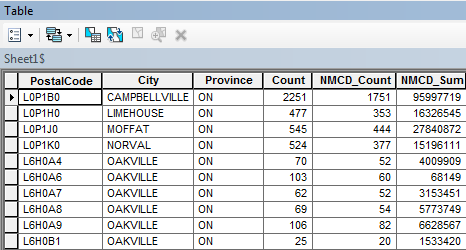 Table
Sheet1$
PostalCode City Province Count NMCD_Count NMCD_Sum
L0P1B0 CAMPBELLVILLE ON 2251 1751 95997719
L0P1H0 LIMEHOUSE ON 477 353 16326545
L0P1J0 MOFFAT ON 545 444 27840872
L0P1K0 NORVAL ON 524 377 15196111
L6H0A4 OAKVILLE ON 70 52 4009909
L6H0A6 OAKVILLE ON 103 60 68149
L6H0A7 OAKVILLE ON 62 52 3153451
L6H0A8 OAKVILLE ON 69 54 5773749
L6H0A9 OAKVILLE ON 106 82 6628567
L6H0B1 OAKVILLE ON 25 20 1533420